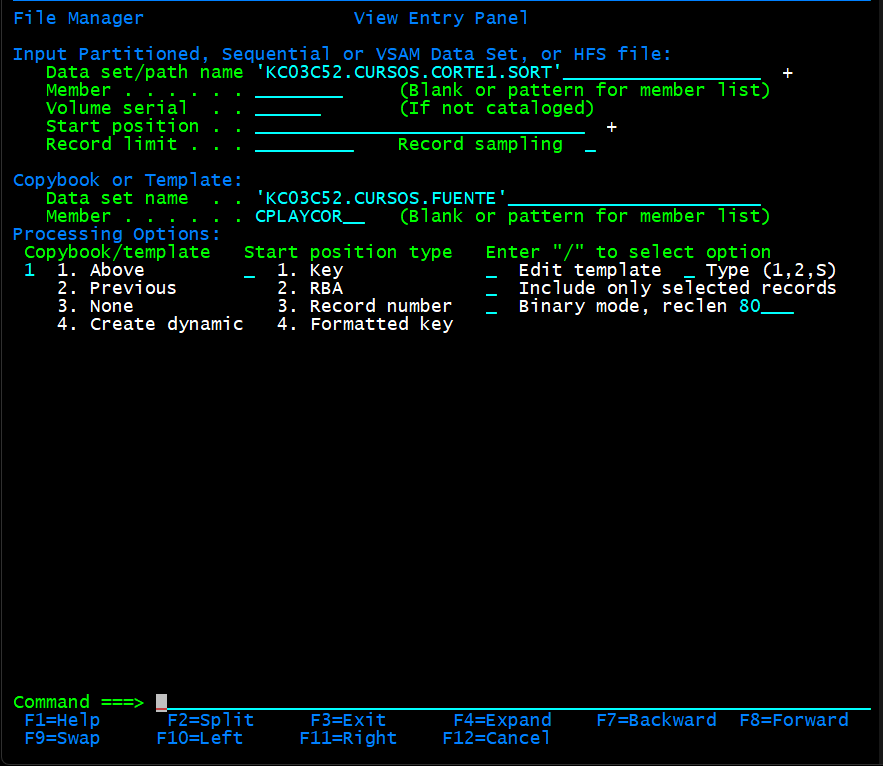 File Manager                   View Entry Panel
Input Partitioned, Sequential or VSAM Data Set, or HFS file:
   Data set/path name 'KC03C52.CURSOS.CORTE1.SORT'__________________  +
   Member . . . . . . ________     (Blank or pattern for member list)
   Volume serial  . . ______       (If not cataloged)
   Start position . . ______________________________  +
   Record limit . . . _________    Record sampling  _
Copybook or Template:
   Data set name  . . 'KC03C52.CURSOS.FUENTE'_______________________
   Member . . . . . . CPLAYCOR__   (Blank or pattern for member list)
Processing Options:
 Copybook/template   Start position type   Enter "/" to select option
 1  1. Above         _  1. Key             _  Edit template  _ Type (1,2,S)
    2. Previous         2. RBA             _  Include only selected records
    3. None             3. Record number   _  Binary mode, reclen 80___
    4. Create dynamic   4. Formatted key
Command ===> 
 F1=Help      F2=Split     F3=Exit      F4=Expand    F7=Backward  F8=Forward
 F9=Swap     F10=Left     F11=Right    F12=Cancel